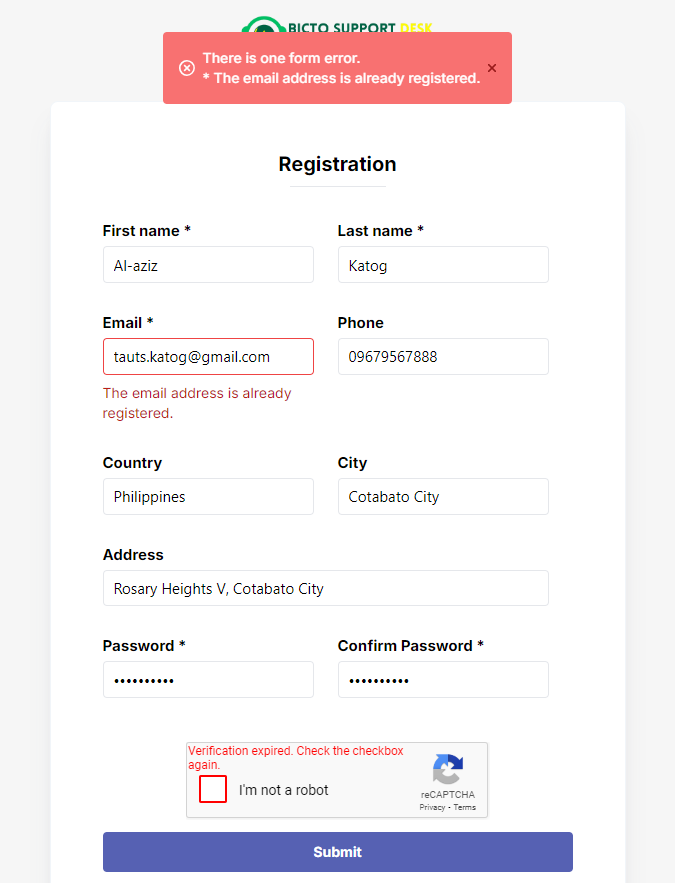 BICTO SUPPORT DESK
There is one form error.
* The email address is already registered.
Registration
First name *
Last name *
Al-aziz
Katog
Email *
Phone
tauts.katog@gmail.com
09679567888
The email address is already
registered.
Country
City
Philippines
Cotabato City
Address
Rosary Heights V, Cotabato City
Password *
Confirm Password *
••••••••••
••••••••••
Verification expired. Check the checkbox
again.
I'm not a robot
reCAPTCHA
Privacy - Terms
Submit